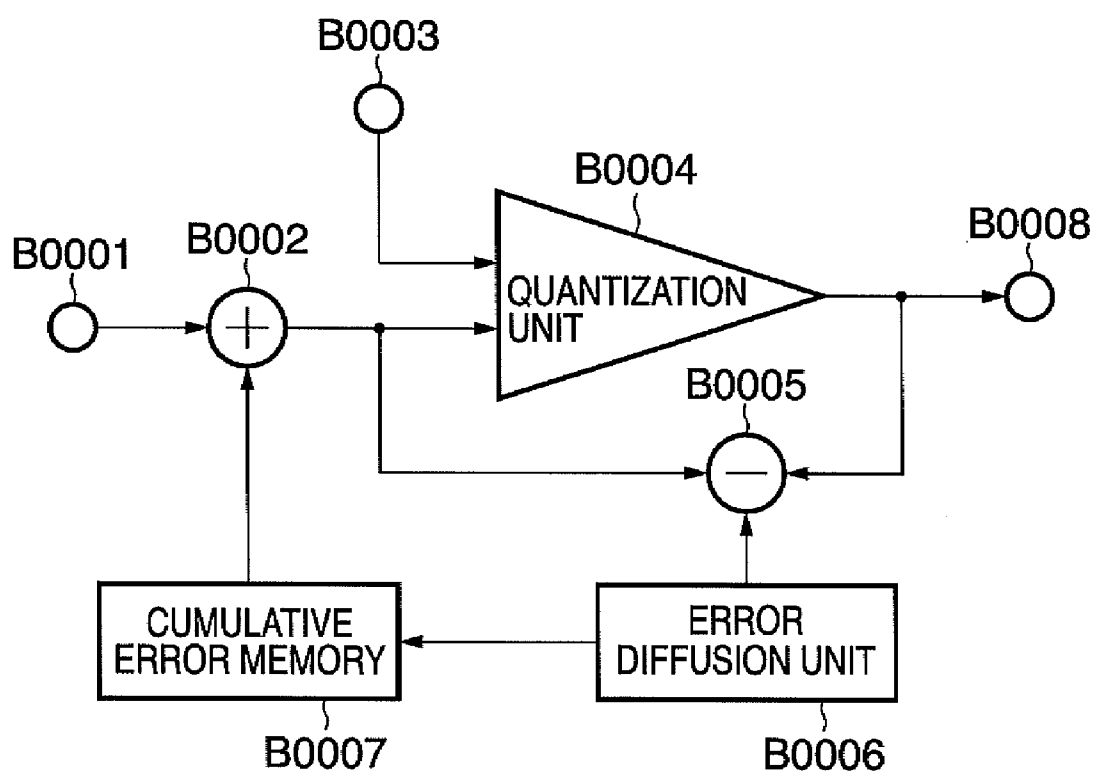 B0003
B0004
B0008
B0002
B0001
QUANTIZATION
UNIT
B0005
+
−
CUMULATIVE
ERROR MEMORY
ERROR
DIFFUSION UNIT
B0007
B0006